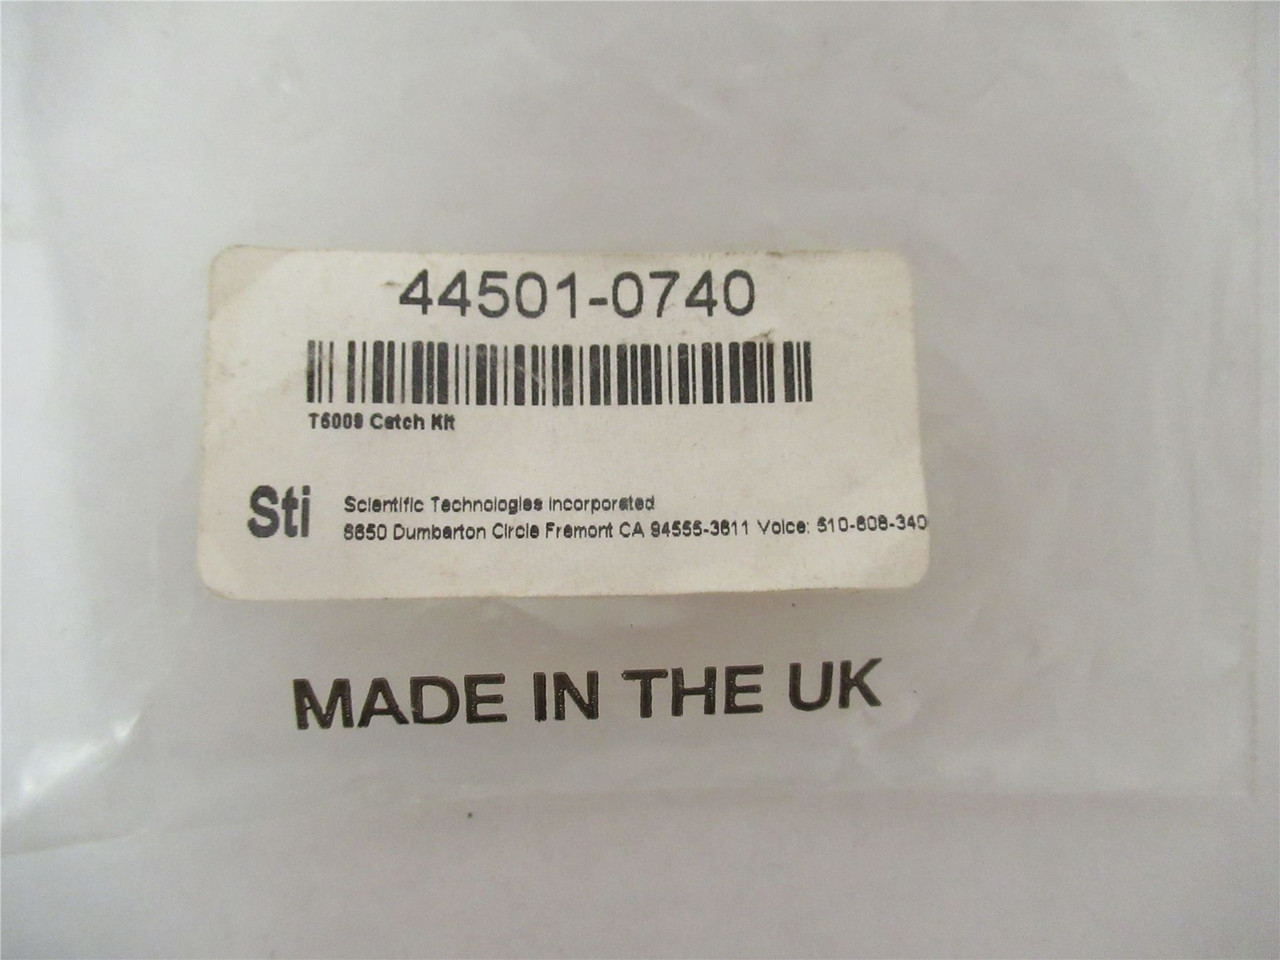 44501-0740
T5009 Catch Kit
Sti
Scientific Technologies Incorporated
6550 Dumbarton Circle Fremont CA 94555-3611 Voice: 510-608-340
MADE IN THE UK